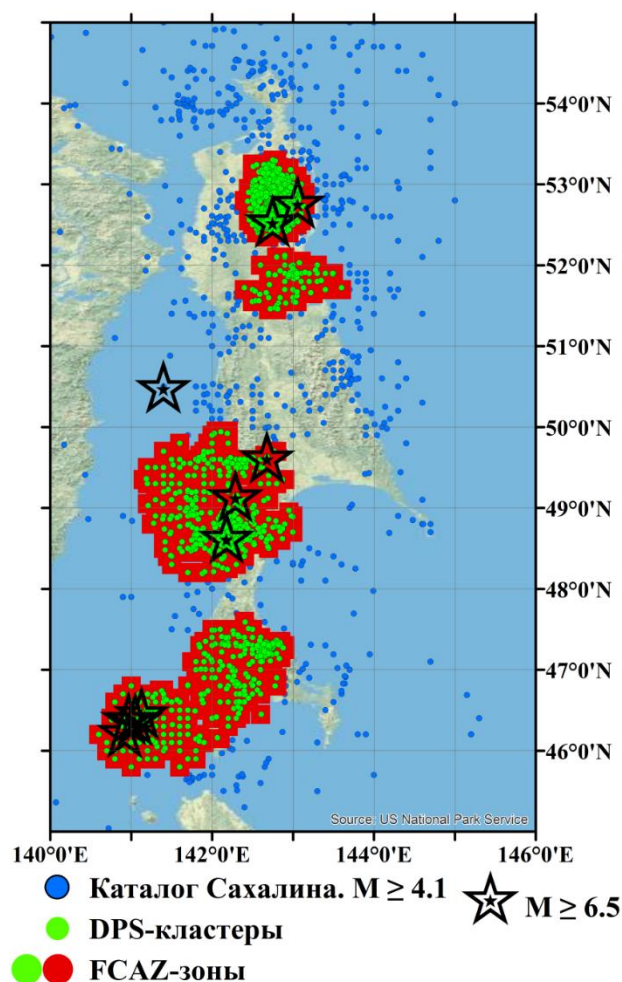 54°0'N
53°0'N
52°0'N
51°0'N
50°0'N
49°0'N
48°0'N
47°0'N
46°0'N
Source: US National Park Service
140°0'E 142°0'E 144°0'E 146°0'E
Каталог Сахалина. M ≥ 4.1 M ≥ 6.5
DPS-кластеры
FCAZ-зоны